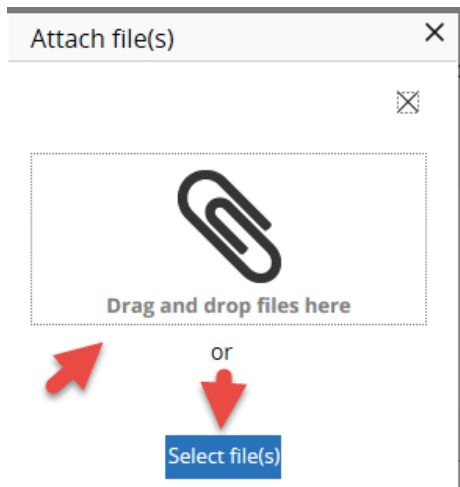 Attach file(s)
Drag and drop files here
or
Select file(s)